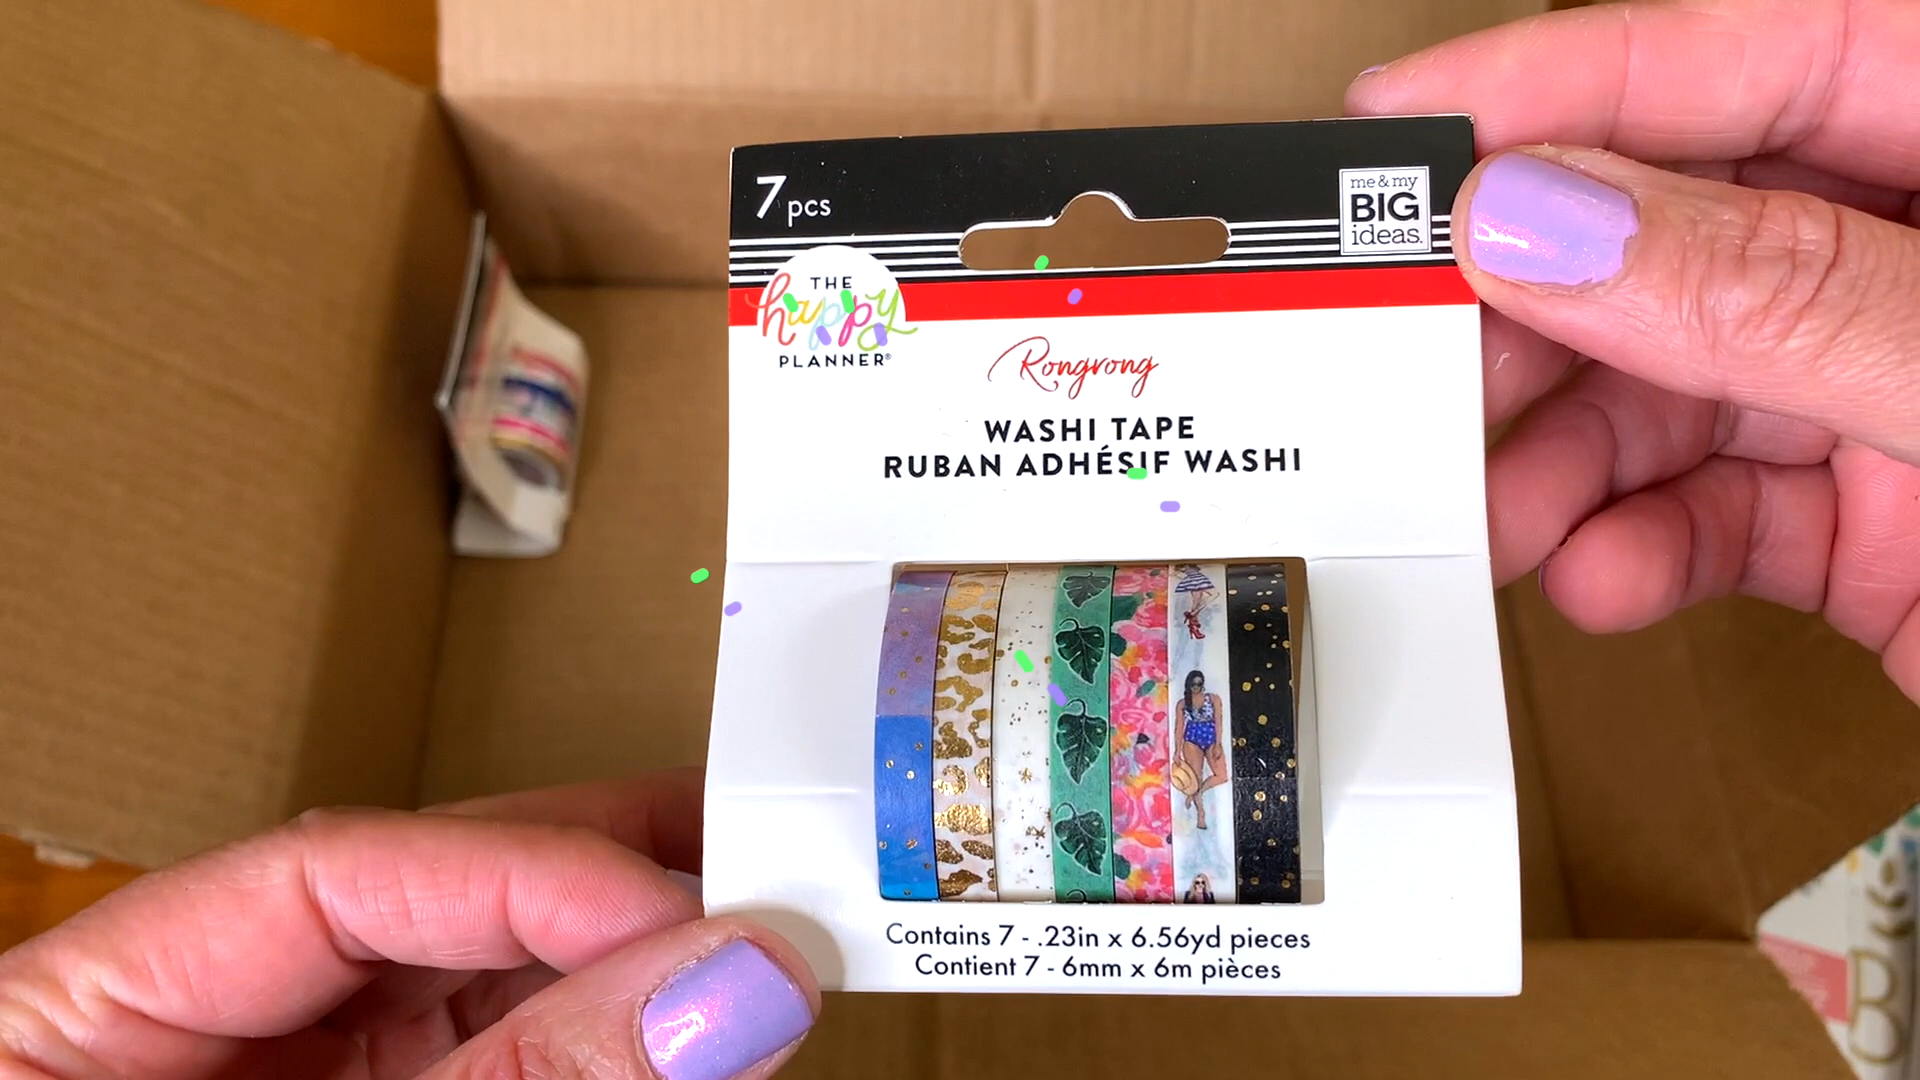 7 pcs
me & my
BIG
ideas.
THE
happy
PLANNER®
Rongrong
WASHI TAPE
RUBAN ADHÉSIF WASHI
Contains 7 - .23in x 6.56yd pieces
Contient 7 - 6mm x 6m pièces
B